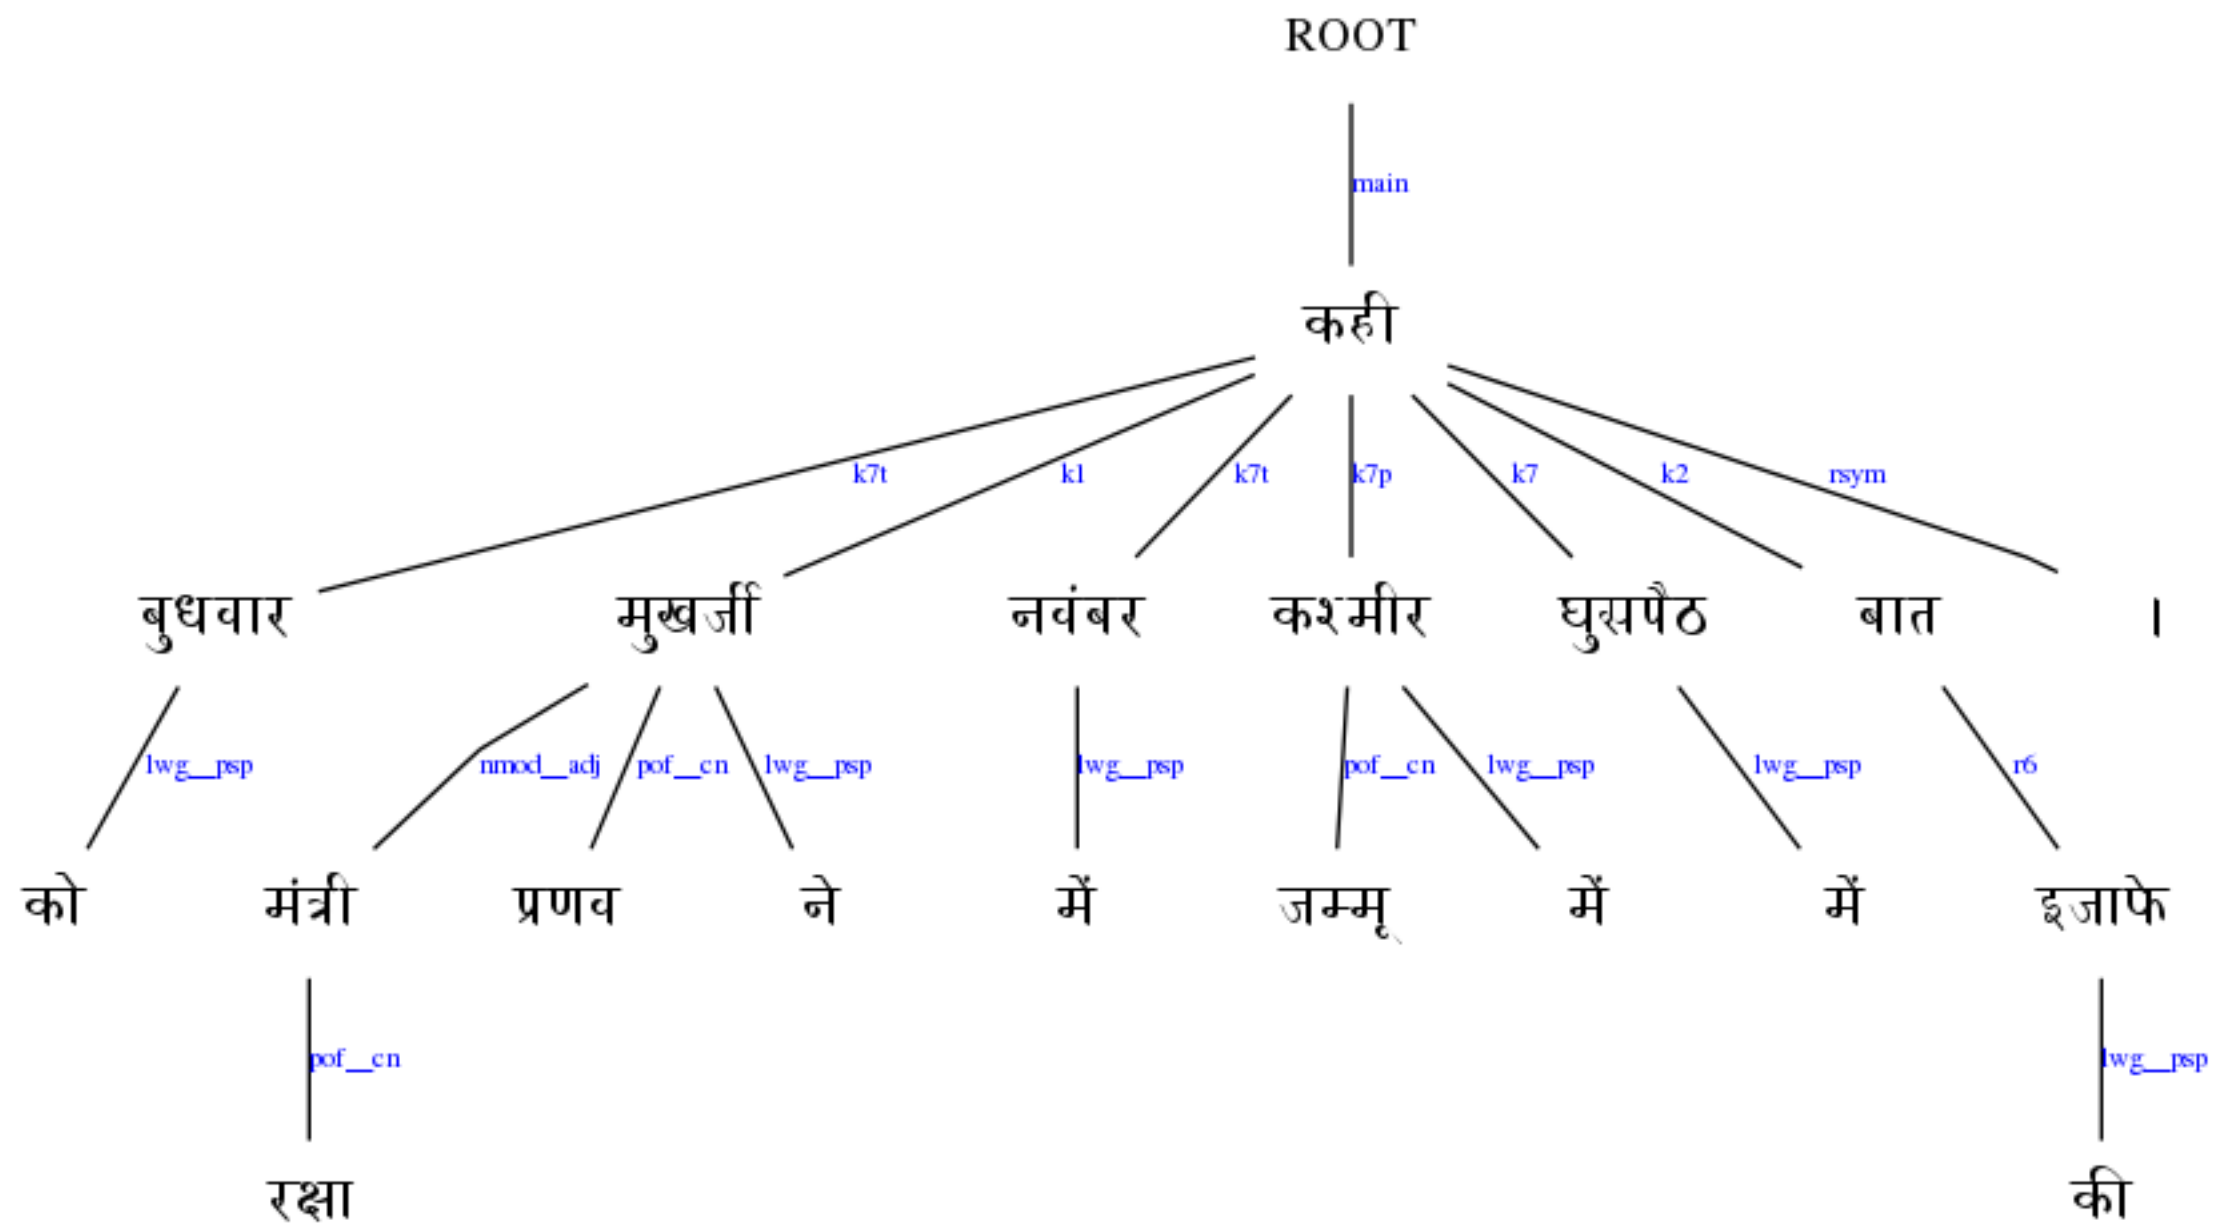 ROOT
main
कही
k7t k1 k7t k7p k7 k2 rsym
बुधवार मुखर्जी नवंबर कश्मीर घुसपैठ बात ।
lwg__psp nmod__adj pof__cn lwg__psp lwg__psp pof__cn lwg__psp lwg__psp r6
को मंत्री प्रणव ने में जम्मू में में इजाफे
pof__cn lwg__psp
रक्षा की